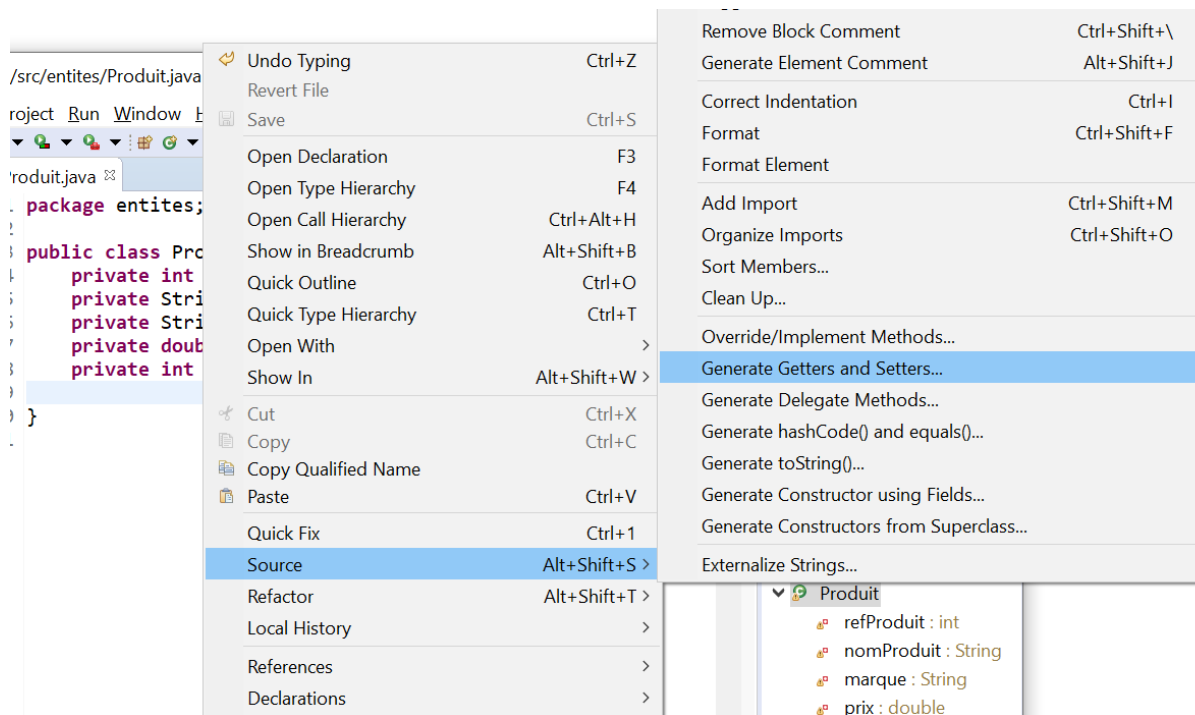 /src/entites/Produit.java
roject Run Window H
roduit.java
package entites;
public class Pro
private int
private Stri
private Stri
private doub
private int
}
Undo Typing Ctrl+Z
Revert File
Save Ctrl+S
Open Declaration F3
Open Type Hierarchy F4
Open Call Hierarchy Ctrl+Alt+H
Show in Breadcrumb Alt+Shift+B
Quick Outline Ctrl+O
Quick Type Hierarchy Ctrl+T
Open With >
Show In Alt+Shift+W >
Cut Ctrl+X
Copy Ctrl+C
Copy Qualified Name
Paste Ctrl+V
Quick Fix Ctrl+1
Source Alt+Shift+S >
Refactor Alt+Shift+T >
Local History >
References >
Declarations >
Remove Block Comment Ctrl+Shift+\
Generate Element Comment Alt+Shift+J
Correct Indentation Ctrl+I
Format Ctrl+Shift+F
Format Element
Add Import Ctrl+Shift+M
Organize Imports Ctrl+Shift+O
Sort Members...
Clean Up...
Override/Implement Methods...
Generate Getters and Setters...
Generate Delegate Methods...
Generate hashCode() and equals()...
Generate toString()...
Generate Constructor using Fields...
Generate Constructors from Superclass...
Externalize Strings...
Produit
refProduit : int
nomProduit : String
marque : String
prix : double